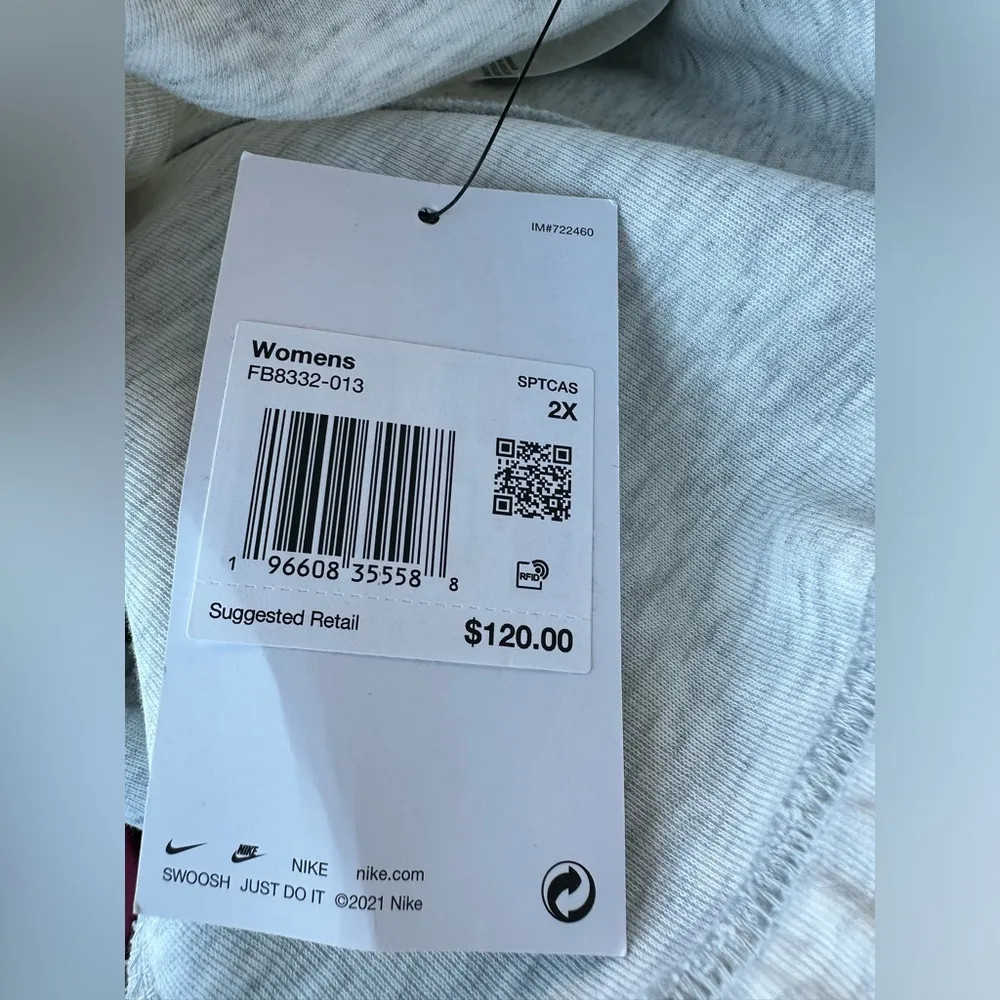 IM#722460
Womens
FB8332-013
SPTCAS
2X
1 96608 35558 8
RFID
Suggested Retail
$120.00
NIKE
NIKE nike.com
SWOOSH JUST DO IT ©2021 Nike